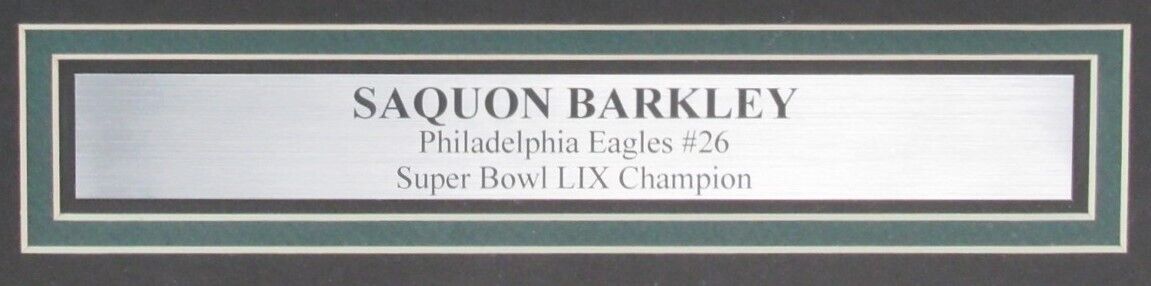 SAQUON BARKLEY
Philadelphia Eagles #26
Super Bowl LIX Champion